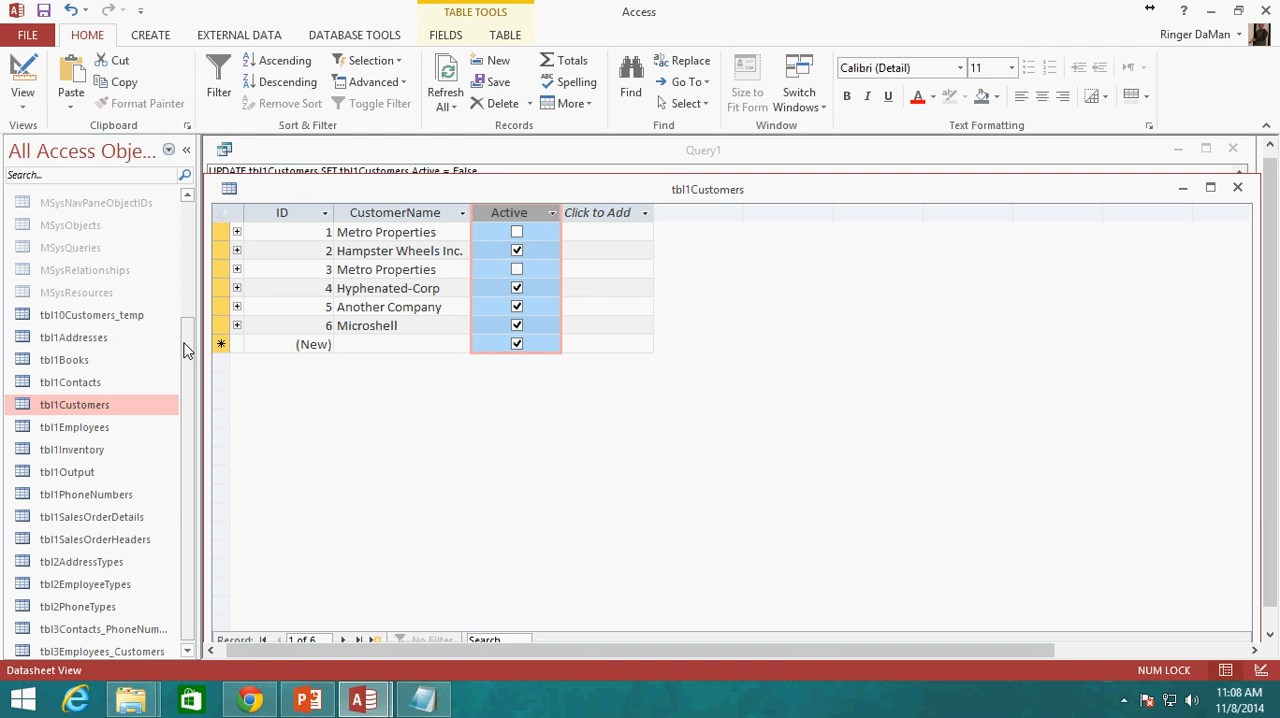 TABLE TOOLS Access ?
FILE HOME CREATE EXTERNAL DATA DATABASE TOOLS FIELDS TABLE Ringer DaMan
View Paste Cut Copy Format Painter
Filter Ascending Descending Remove Sort Selection Advanced Toggle Filter
Refresh All New Save Delete Totals Spelling More
Find Replace Go To Select
Size to Fit Form Switch Windows
Calibri (Detail) 11
B I U A
Views Clipboard Sort & Filter Records Find Window Text Formatting
All Access Obje...
Search...
Query1
UPDATE tbl1Customers SET tbl1Customers.Active = False
tbl1Customers
MSysNavPaneObjectIDs
MSysObjects
MSysQueries
MSysRelationships
MSysResources
tbl10Customers_temp
tbl1Addresses
tbl1Books
tbl1Contacts
tbl1Customers
tbl1Employees
tbl1Inventory
tbl1Output
tbl1PhoneNumbers
tbl1SalesOrderDetails
tbl1SalesOrderHeaders
tbl2AddressTypes
tbl2EmployeeTypes
tbl2PhoneTypes
tbl3Contacts_PhoneNum...
tbl3Employees_Customers
ID CustomerName Active Click to Add
1 Metro Properties
2 Hampster Wheels Inc.
3 Metro Properties
4 Hyphenated-Corp
5 Another Company
6 Microshell
(New)
Record: 1 of 6 No Filter Search
Datasheet View NUM LOCK
11:08 AM
11/8/2014